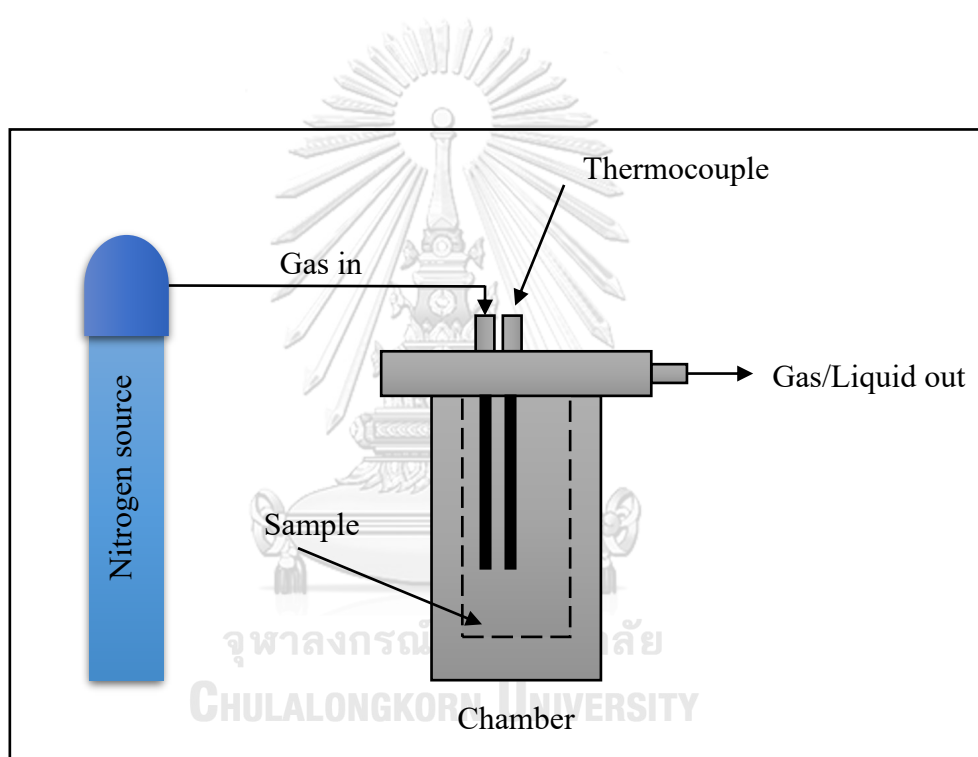 Thermocouple
Gas in
Gas/Liquid out
Nitrogen source
Sample
จุฬาลงกรณ์ ลัย
CHULALONGKORN UNIVERSITY
Chamber